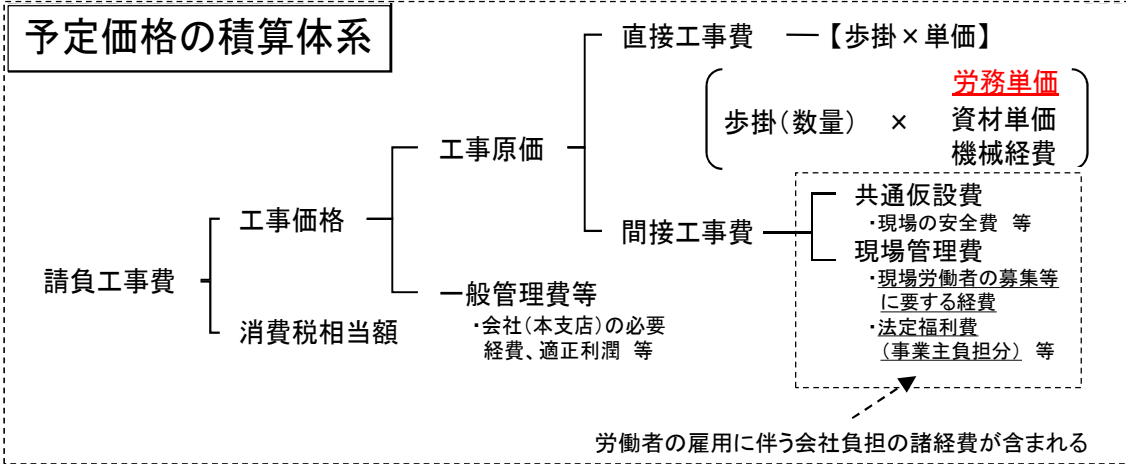 予定価格の積算体系
直接工事費
【歩掛×単価】
労務単価
歩掛(数量) × 資材単価
機械経費
工事原価
共通仮設費
・現場の安全費 等
工事価格
間接工事費
現場管理費
・現場労働者の募集等
に要する経費
・法定福利費
(事業主負担分) 等
請負工事費
一般管理費等
・会社(本支店)の必要
経費、適正利潤 等
消費税相当額
労働者の雇用に伴う会社負担の諸経費が含まれる